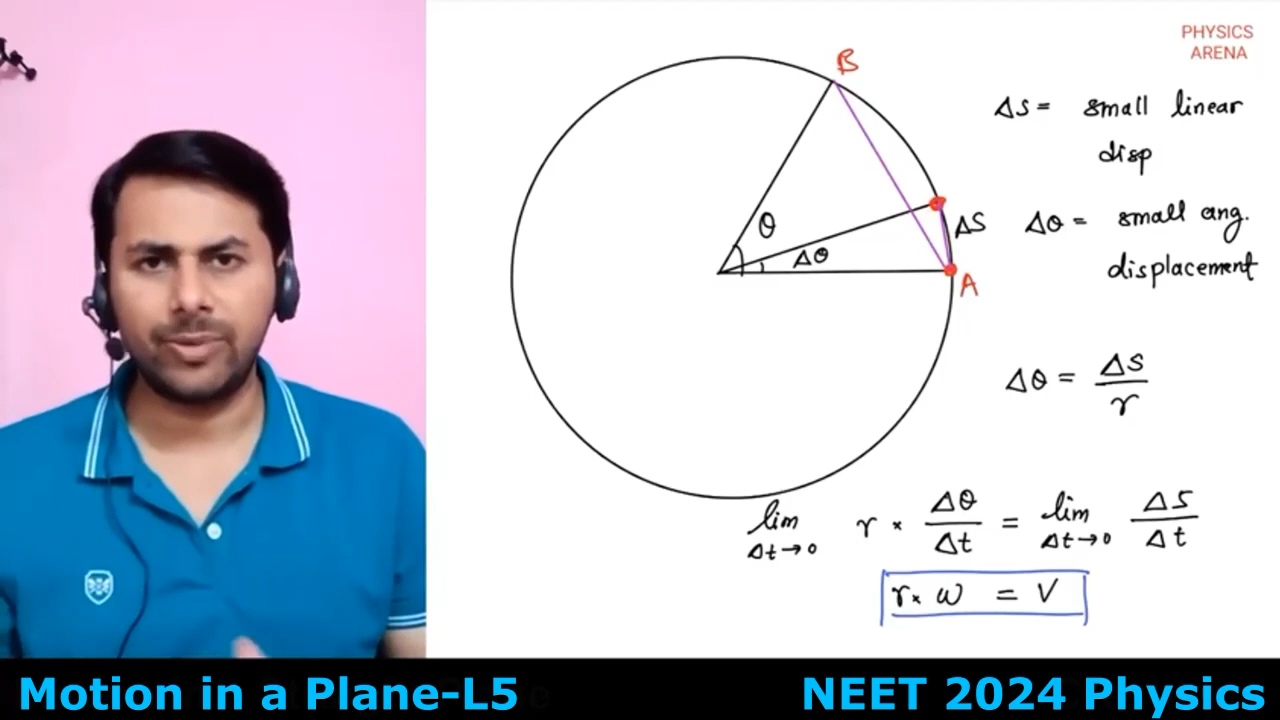 PHYSICS
ARENA
B
Δs = small linear
disp
θ
Δθ
ΔS
Δθ = small ang.
displacement
A
Δθ = ΔS / r
lim Δt→0 r × Δθ / Δt = lim Δt→0 ΔS / Δt
r × ω = V
Motion in a Plane-L5
NEET 2024 Physics